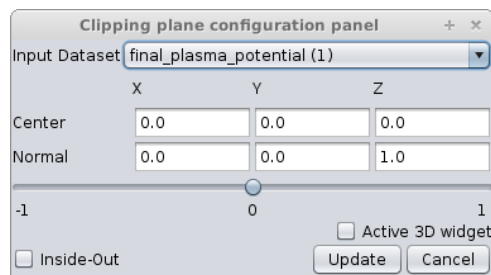 Clipping plane configuration panel + ×
Input Dataset final_plasma_potential (1)
X Y Z
Center 0.0 0.0 0.0
Normal 0.0 0.0 1.0
-1 0 1
Active 3D widget
Inside-Out Update Cancel